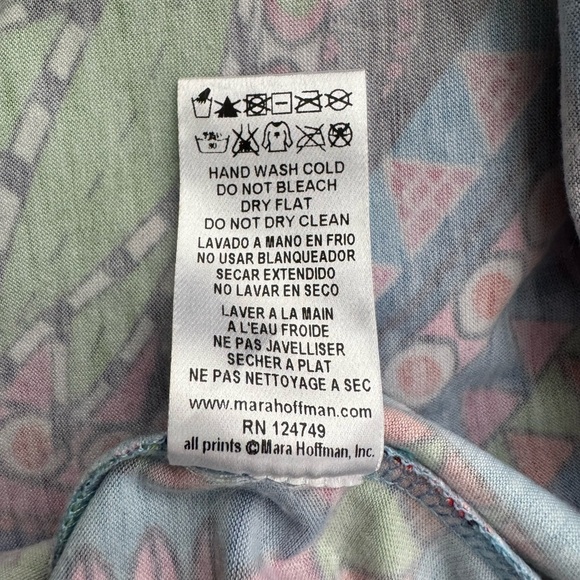 HAND WASH COLD
DO NOT BLEACH
DRY FLAT
DO NOT DRY CLEAN
LAVADO A MANO EN FRIO
NO USAR BLANQUEADOR
SECAR EXTENDIDO
NO LAVAR EN SECO
LAVER A LA MAIN
A L'EAU FROIDE
NE PAS JAVELLISER
SECHER A PLAT
NE PAS NETTOYAGE A SEC
www.marahoffman.com
RN 124749
all prints ©Mara Hoffman, Inc.